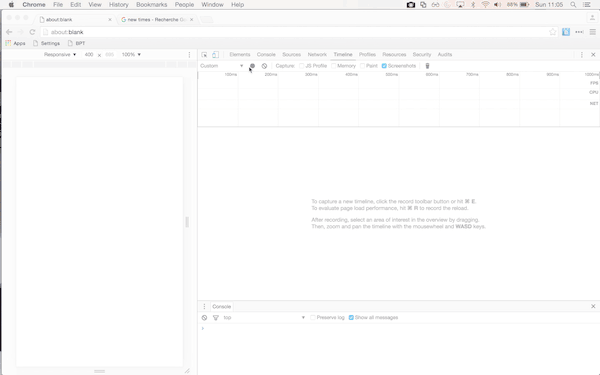 Chrome File Edit View History Bookmarks People Window Help 86% Sun 11:05
about:blank new times - Recherche Go
about:blank
Apps Settings WPT
Responsive 400 x 100% Elements Console Sources Network Timeline Profiles Resources Security Audits
Custom Capture: JS Profile Memory Paint Screenshots
100ms 200ms 300ms 400ms 500ms 600ms 700ms 800ms 900ms 1000ms
FPS
CPU
NET
To capture a new timeline, click the record toolbar button or hit ⌘ E.
To evaluate page load performance, hit ⌘ R to record the reload.
After recording, select an area of interest in the overview by dragging.
Then, zoom and pan the timeline with the mousewheel and WASD keys.
Console
top Preserve log Show all messages